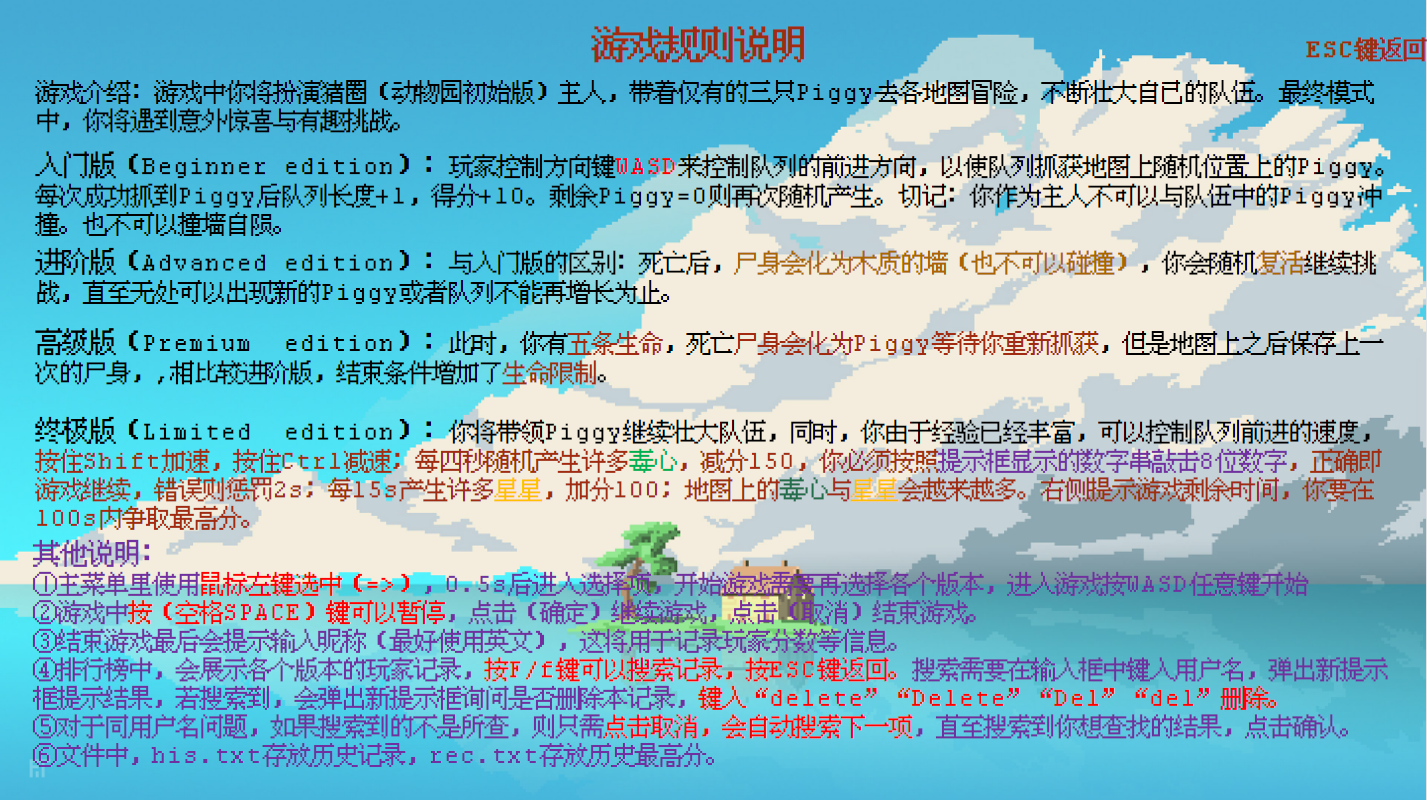 游戏规则说明
ESC键返回
游戏介绍：游戏中你将扮演猪圈（动物园初始版）主人，带着仅有的三只Piggy去各地图冒险，不断壮大自己的队伍。最终模式
中，你将遇到意外惊喜与有趣挑战。
入门版（Beginner edition）：玩家控制方向键WASD来控制队列的前进方向，以使队列抓获地图上随机位置上的Piggy。
每次成功抓到Piggy后队列长度+1，得分+10。剩余Piggy=0则再次随机产生。切记：你作为主人不可以与队伍中的Piggy冲
撞。也不可以撞墙自陨。
进阶版（Advanced edition）：与入门版的区别：死亡后，尸身会化为木质的墙（也不可以碰撞），你会随机复活继续挑
战，直至无处可以出现新的Piggy或者队列不能再增长为止。
高级版（Premium edition）：此时，你有五条生命，死亡尸身会化为Piggy等待你重新抓获，但是地图上之后保存上一
次的尸身，,相比较进阶版，结束条件增加了生命限制。
终极版（Limited edition）：你将带领Piggy继续壮大队伍，同时，你由于经验已经丰富，可以控制队列前进的速度，
按住Shift加速，按住Ctrl减速；每四秒随机产生许多毒心，减分150，你必须按照提示框显示的数字串敲击8位数字，正确即
游戏继续，错误则惩罚2s；每15s产生许多星星，加分100；地图上的毒心与星星会越来越多。右侧提示游戏剩余时间，你要在
100s内争取最高分。
其他说明：
①主菜单里使用鼠标左键选中（=>），0.5s后进入选择项，开始游戏需要再选择各个版本，进入游戏按WASD任意键开始
②游戏中按（空格SPACE）键可以暂停，点击（确定）继续游戏，点击（取消）结束游戏。
③结束游戏最后会提示输入昵称（最好使用英文），这将用于记录玩家分数等信息。
④排行榜中，会展示各个版本的玩家记录，按F/f键可以搜索记录，按ESC键返回。搜索需要在输入框中键入用户名，弹出新提示
框提示结果，若搜索到，会弹出新提示框询问是否删除本记录，键入“delete”“Delete”“Del”“del”删除。
⑤对于同用户名问题，如果搜索到的不是所查，则只需点击取消，会自动搜索下一项，直至搜索到你想查找的结果，点击确认。
⑥文件中，his.txt存放历史记录，rec.txt存放历史最高分。